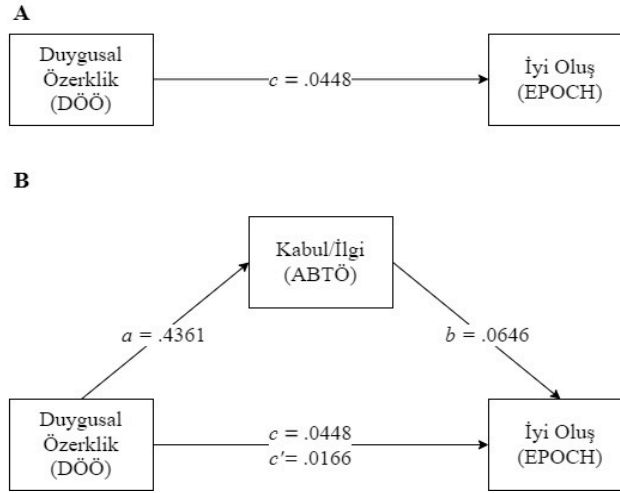 A
Duygusal
Özerklik
(DÖÖ)
c = .0448
İyi Oluş
(EPOCH)
B
Kabul/İlgi
(ABTÖ)
a = .4361
b = .0646
Duygusal
Özerklik
(DÖÖ)
c = .0448
c'= .0166
İyi Oluş
(EPOCH)